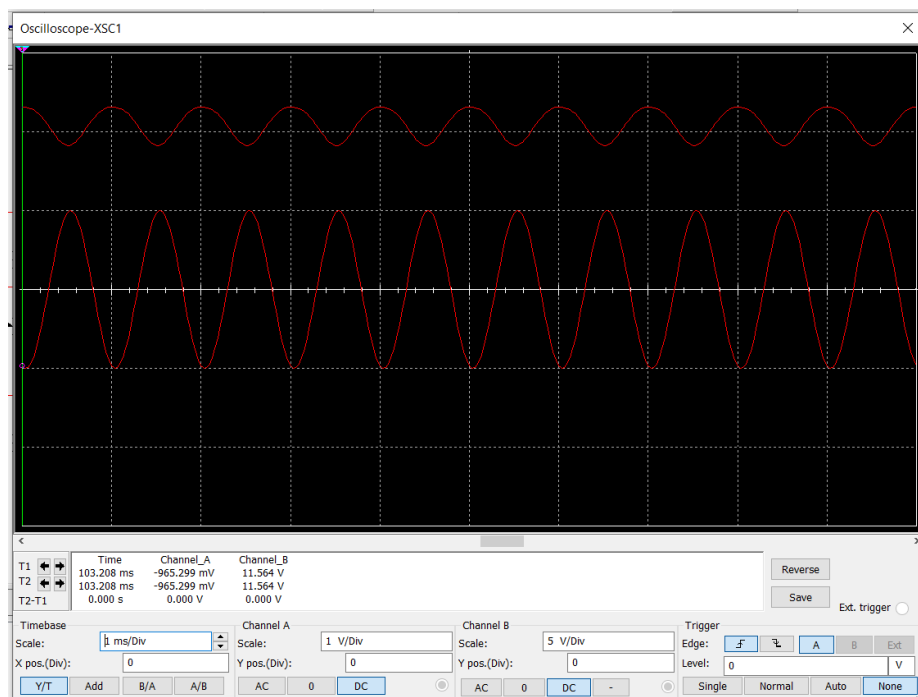 Oscilloscope-XSC1
Time Channel_A Channel_B
T1 103.208 ms -965.299 mV 11.564 V
T2 103.208 ms -965.299 mV 11.564 V
T2-T1 0.000 s 0.000 V 0.000 V
Reverse
Save
Ext. trigger
Timebase
Scale: 1 ms/Div
X pos.(Div): 0
Y/T Add B/A A/B
Channel A
Scale: 1 V/Div
Y pos.(Div): 0
AC 0 DC
Channel B
Scale: 5 V/Div
Y pos.(Div): 0
AC 0 DC -
Trigger
Edge: A B Ext
Level: 0 V
Single Normal Auto None